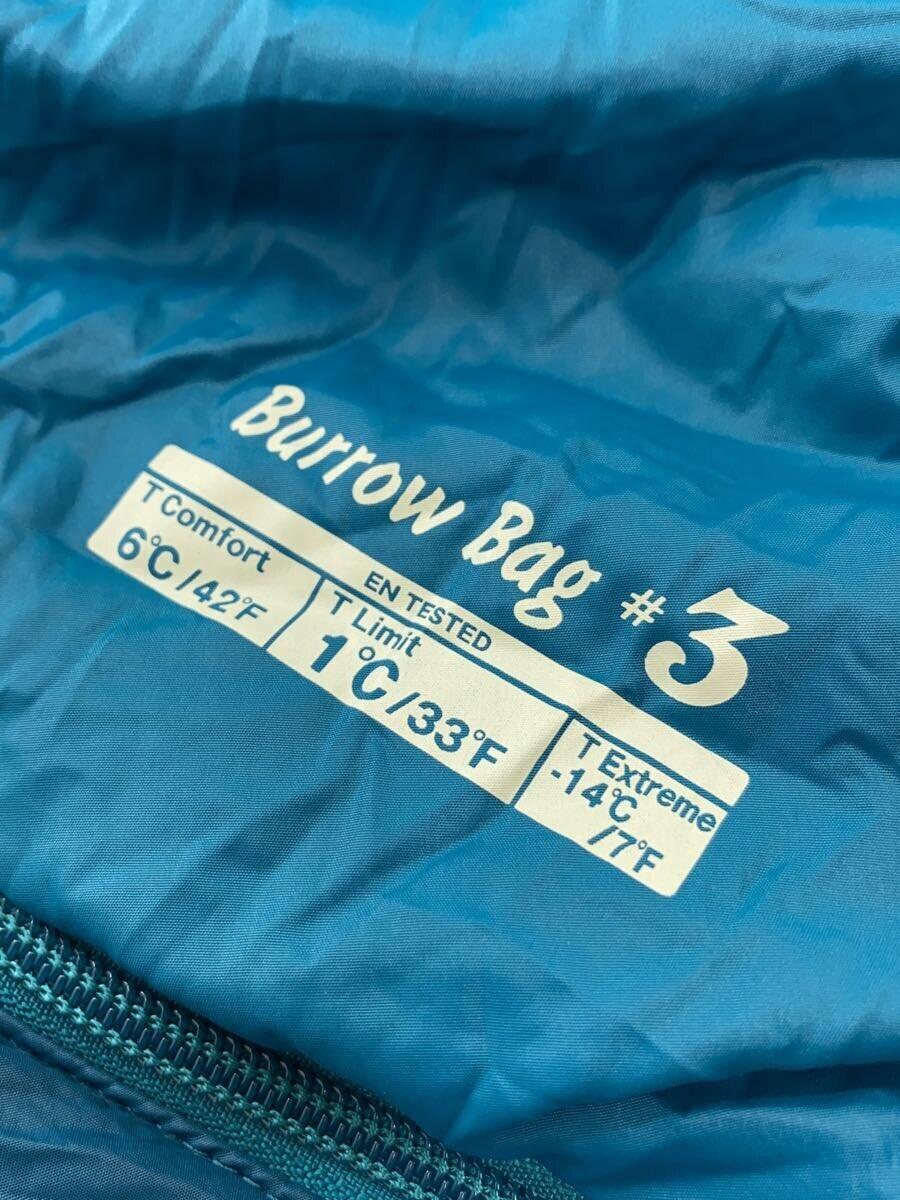 Burrow Bag #3
EN TESTED
T Comfort
6℃/42°F
T Limit
1℃/33°F
T Extreme
-14℃
/7°F